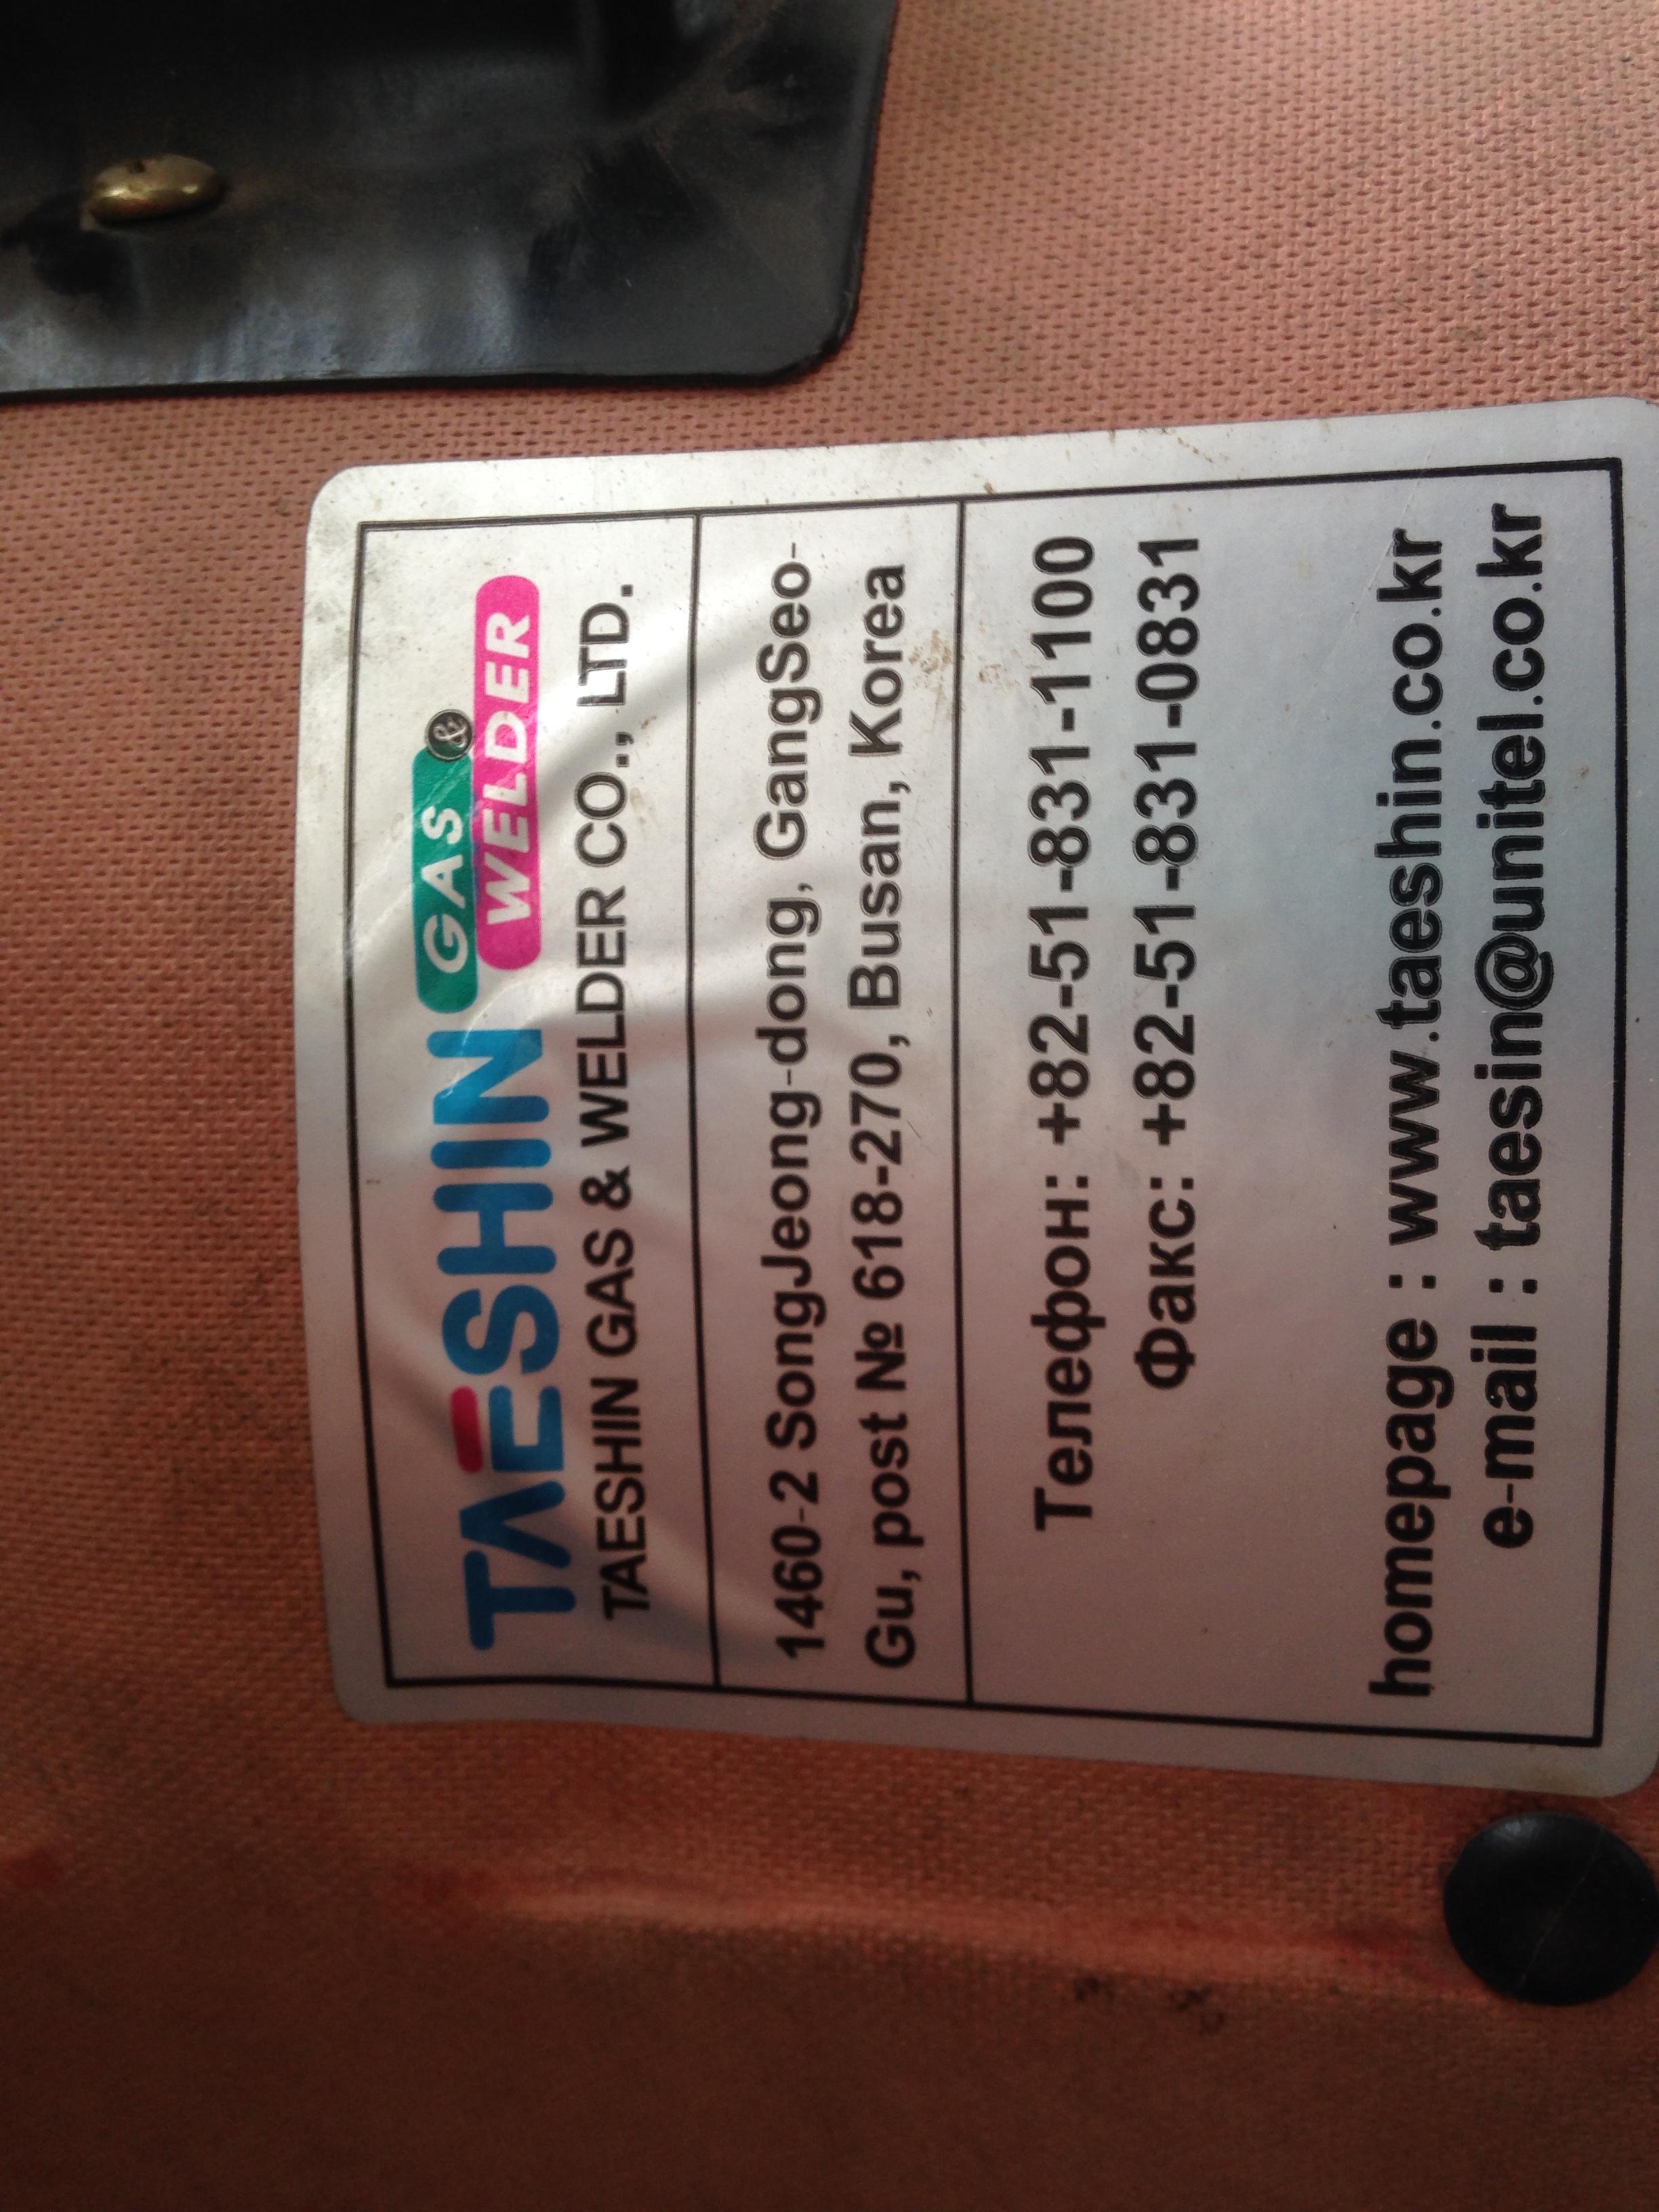 TAESHIN GAS &
WELDER
TAESHIN GAS & WELDER CO., LTD.
1460-2 SongJeong-dong, GangSeo-
Gu, post № 618-270, Busan, Korea
Телефон: +82-51-831-1100
Факс: +82-51-831-0831
homepage : www.taeshin.co.kr
e-mail : taesin@unitel.co.kr